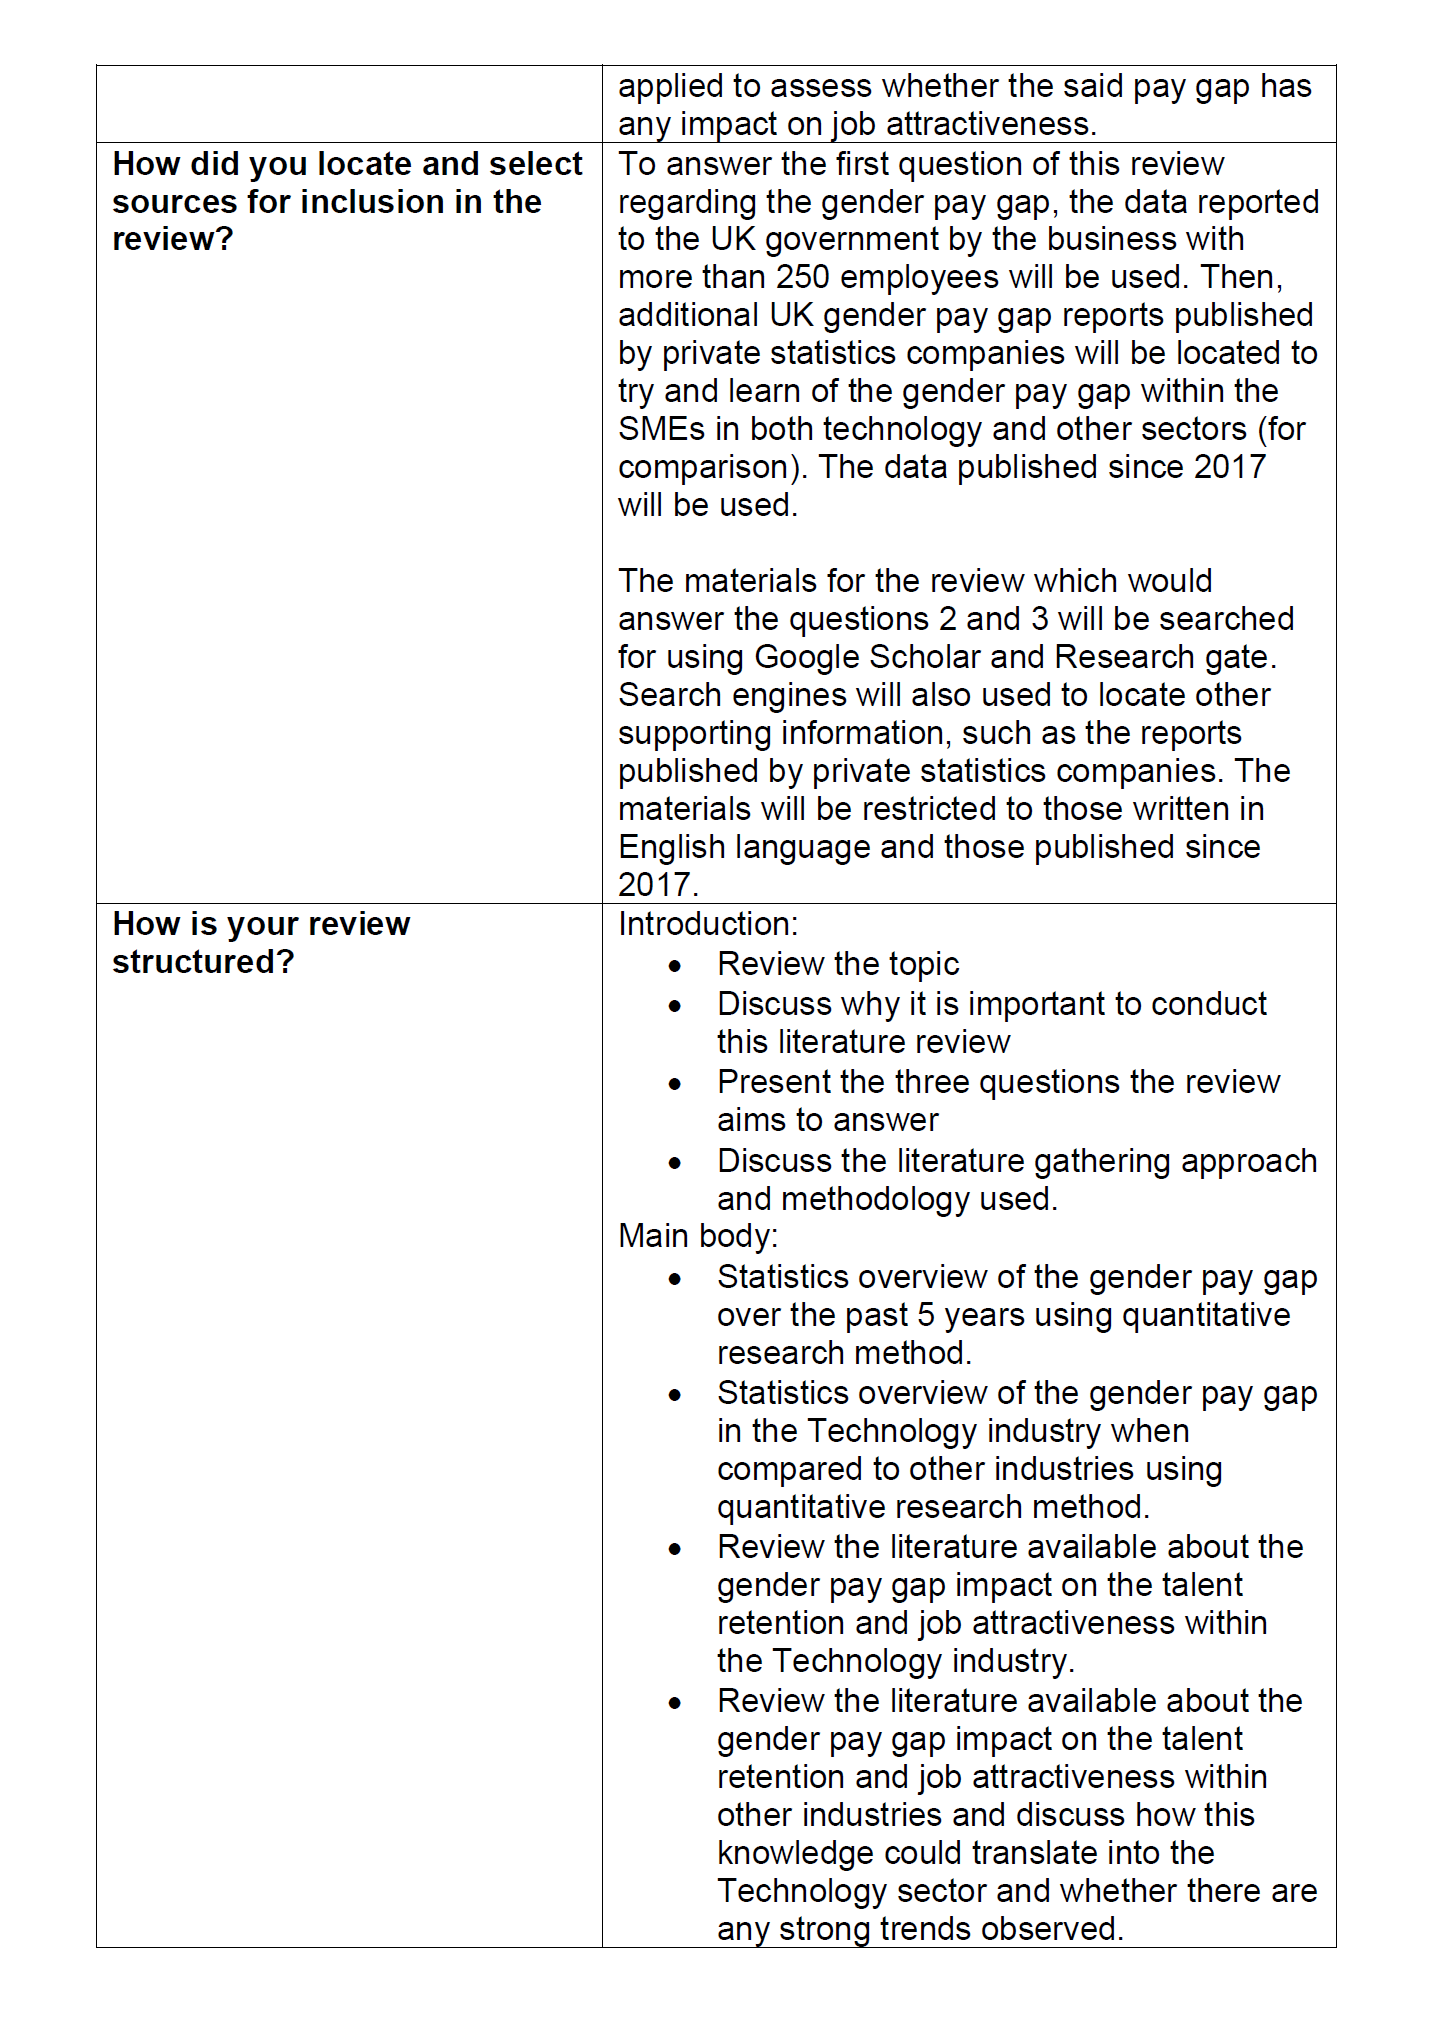 applied to assess whether the said pay gap has
any impact on job attractiveness.
How did you locate and select
sources for inclusion in the
review?
To answer the first question of this review
regarding the gender pay gap, the data reported
to the UK government by the business with
more than 250 employees will be used. Then,
additional UK gender pay gap reports published
by private statistics companies will be located to
try and learn of the gender pay gap within the
SMEs in both technology and other sectors (for
comparison). The data published since 2017
will be used.
The materials for the review which would
answer the questions 2 and 3 will be searched
for using Google Scholar and Research gate.
Search engines will also used to locate other
supporting information, such as the reports
published by private statistics companies. The
materials will be restricted to those written in
English language and those published since
2017.
How is your review
structured?
Introduction:
• Review the topic
• Discuss why it is important to conduct
this literature review
• Present the three questions the review
aims to answer
• Discuss the literature gathering approach
and methodology used.
Main body:
• Statistics overview of the gender pay gap
over the past 5 years using quantitative
research method.
• Statistics overview of the gender pay gap
in the Technology industry when
compared to other industries using
quantitative research method.
• Review the literature available about the
gender pay gap impact on the talent
retention and job attractiveness within
the Technology industry.
• Review the literature available about the
gender pay gap impact on the talent
retention and job attractiveness within
other industries and discuss how this
knowledge could translate into the
Technology sector and whether there are
any strong trends observed.